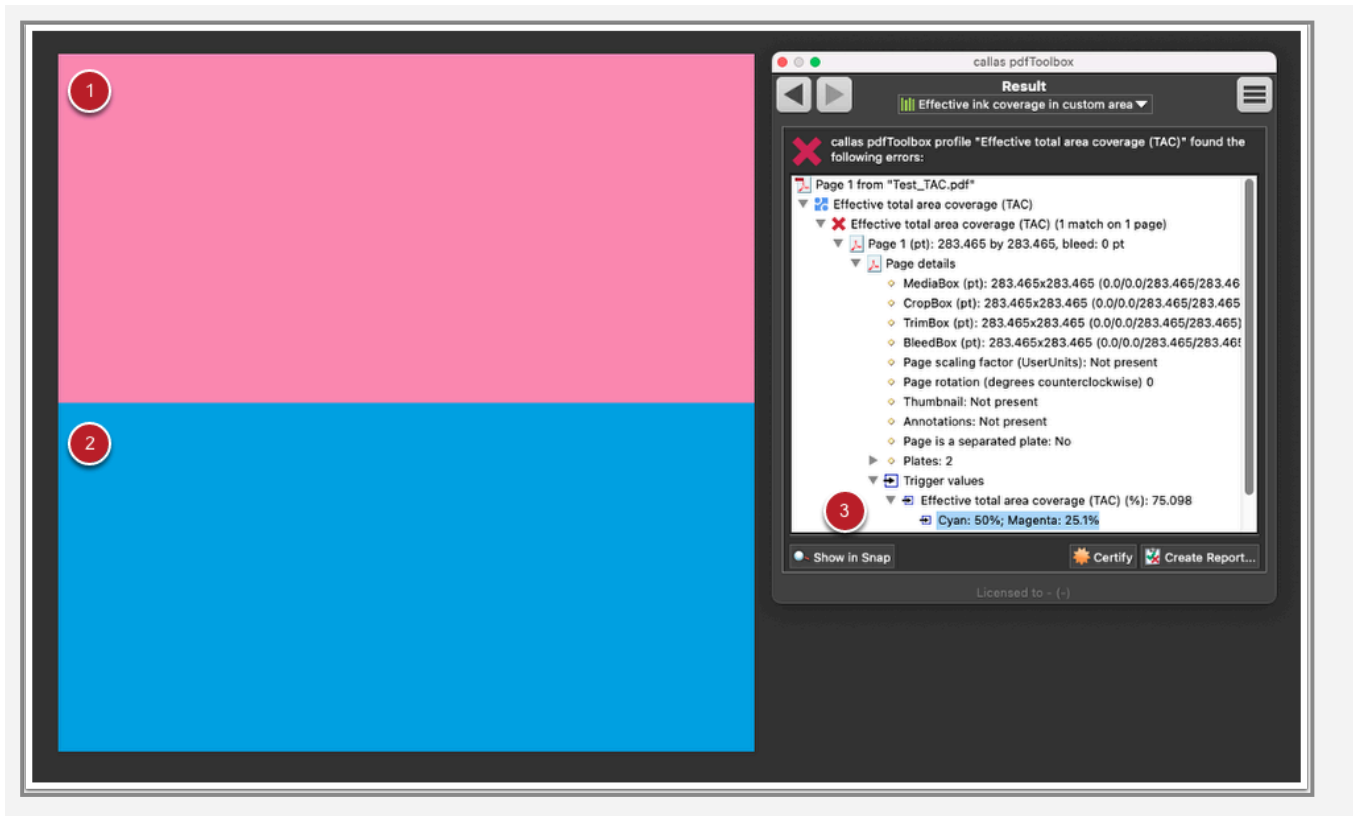 1
2
callas pdfToolbox
Result
Effective ink coverage in custom area
callas pdfToolbox profile "Effective total area coverage (TAC)" found the
following errors:
Page 1 from "Test_TAC.pdf"
Effective total area coverage (TAC)
Effective total area coverage (TAC) (1 match on 1 page)
Page 1 (pt): 283.465 by 283.465, bleed: 0 pt
Page details
MediaBox (pt): 283.465x283.465 (0.0/0.0/283.465/283.46
CropBox (pt): 283.465x283.465 (0.0/0.0/283.465/283.465
TrimBox (pt): 283.465x283.465 (0.0/0.0/283.465/283.465)
BleedBox (pt): 283.465x283.465 (0.0/0.0/283.465/283.465
Page scaling factor (UserUnits): Not present
Page rotation (degrees counterclockwise) 0
Thumbnail: Not present
Annotations: Not present
Page is a separated plate: No
Plates: 2
Trigger values
Effective total area coverage (TAC) (%): 75.098
3
Cyan: 50%; Magenta: 25.1%
Show in Snap
Certify
Create Report...
Licensed to - (-)